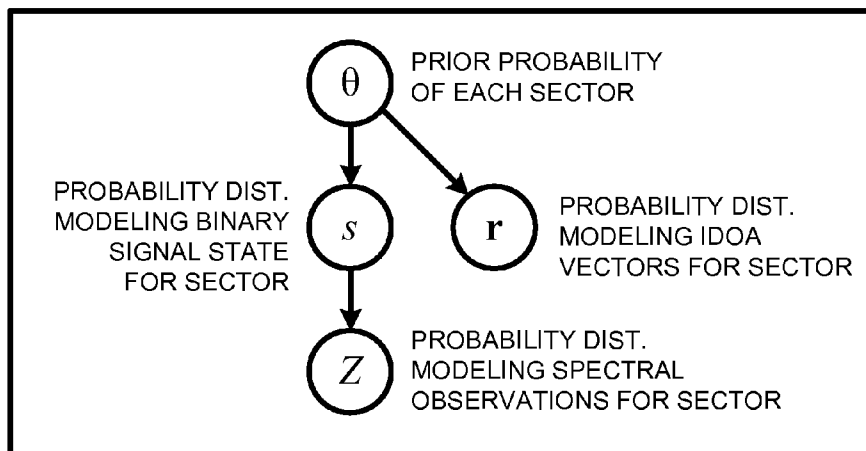 θ
PRIOR PROBABILITY
OF EACH SECTOR
PROBABILITY DIST.
MODELING BINARY
SIGNAL STATE
FOR SECTOR
s
r
PROBABILITY DIST.
MODELING IDOA
VECTORS FOR SECTOR
Z
PROBABILITY DIST.
MODELING SPECTRAL
OBSERVATIONS FOR SECTOR